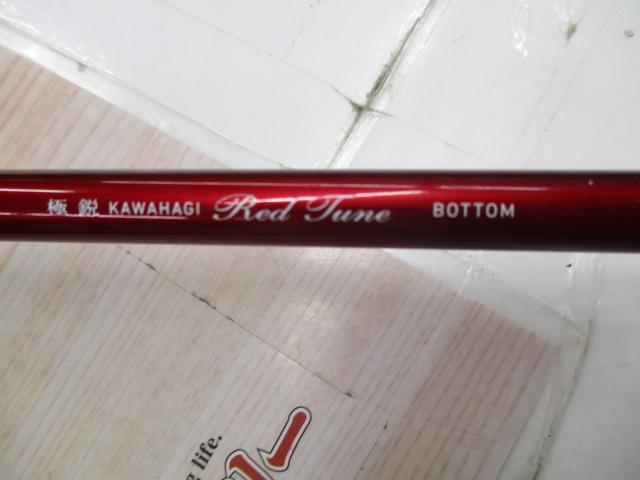 極鋭 KAWAHAGI Red Tune BOTTOM
life.